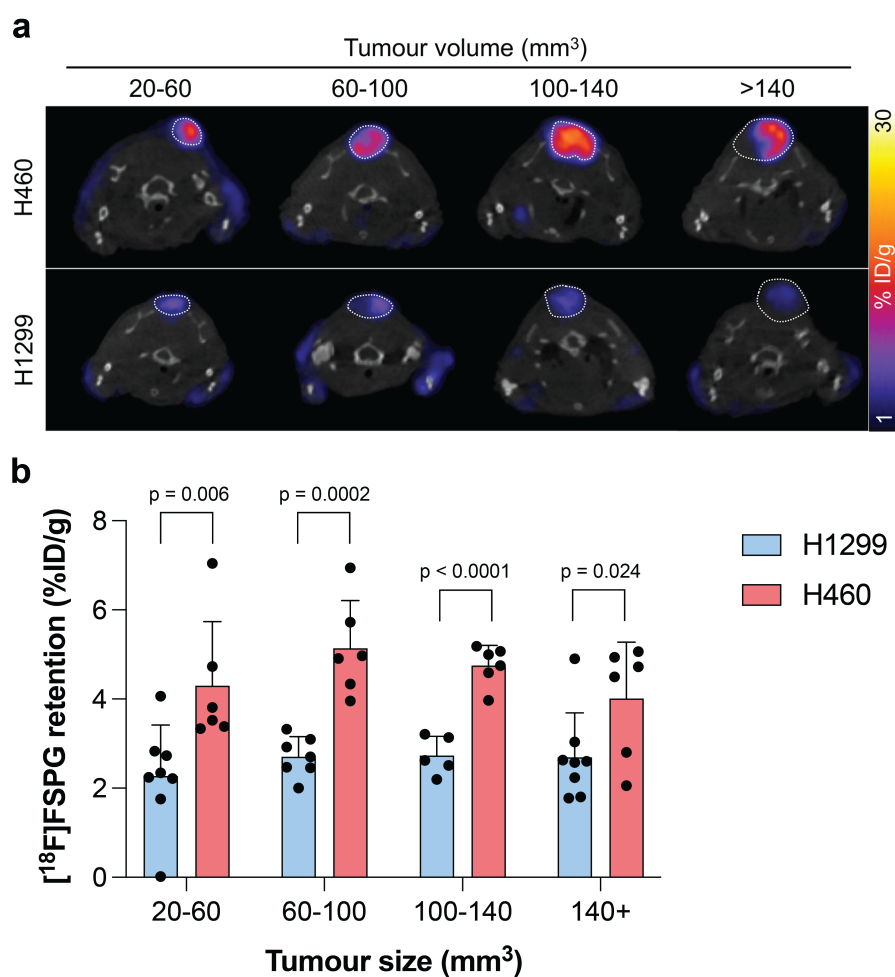 a
Tumour volume (mm³)
20-60 60-100 100-140 >140
H460
H1299
30
% ID/g
1
b
p = 0.006 p = 0.0002
p < 0.0001 p = 0.024
H1299
H460
[¹⁸F]FSPG retention (%ID/g)
8
6
4
2
0
20-60 60-100 100-140 140+
Tumour size (mm³)